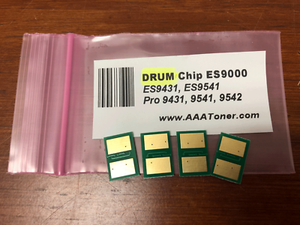 DRUM Chip ES9000
ES9431, ES9541
Pro 9431, 9541, 9542
www.AAAToner.com